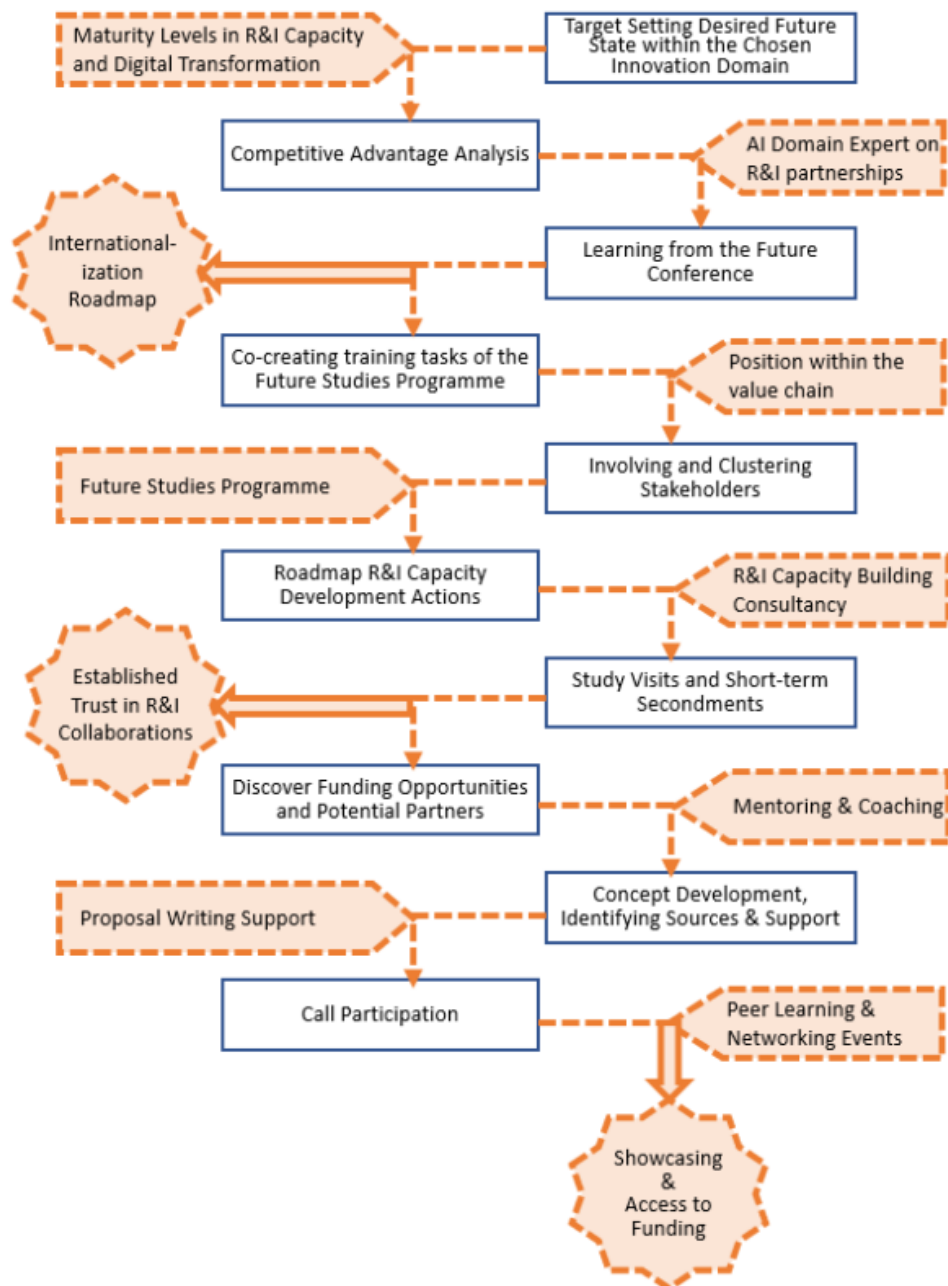 Maturity Levels in R&I Capacity
and Digital Transformation
Target Setting Desired Future
State within the Chosen
Innovation Domain
Competitive Advantage Analysis
AI Domain Expert on
R&I partnerships
International-
ization
Roadmap
Learning from the Future
Conference
Co-creating training tasks of the
Future Studies Programme
Position within the
value chain
Future Studies Programme
Involving and Clustering
Stakeholders
Roadmap R&I Capacity
Development Actions
R&I Capacity Building
Consultancy
Established
Trust in R&I
Collaborations
Study Visits and Short-term
Secondments
Discover Funding Opportunities
and Potential Partners
Mentoring & Coaching
Proposal Writing Support
Concept Development,
Identifying Sources & Support
Call Participation
Peer Learning &
Networking Events
Showcasing
&
Access to
Funding